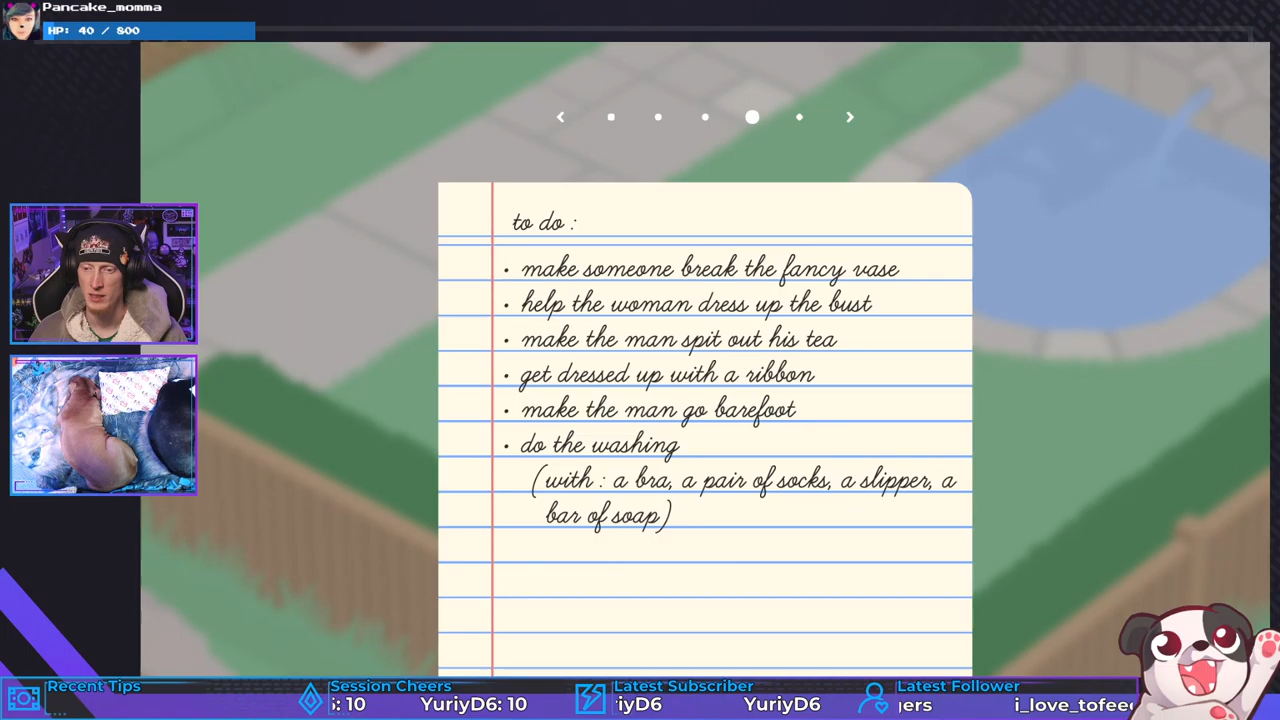 Pancake_momma
HP: 40 / 800
to do :
• make someone break the fancy vase
• help the woman dress up the bust
• make the man spit out his tea
• get dressed up with a ribbon
• make the man go barefoot
• do the washing
(with : a bra, a pair of socks, a slipper, a
bar of soap)
Recent Tips
Session Cheers
: 10 YuriyD6: 10
Latest Subscriber
iyD6 YuriyD6
Latest Follower
gers i_love_tofee